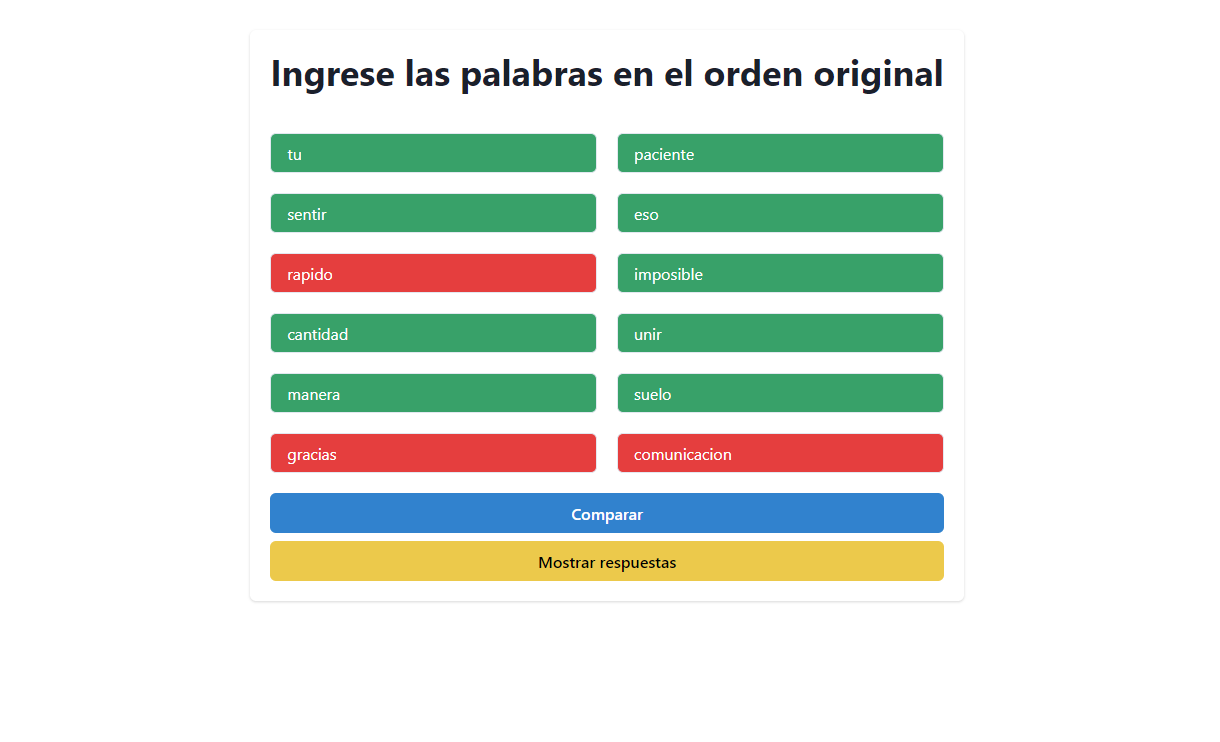 Ingrese las palabras en el orden original
tu
paciente
sentir
eso
rapido
imposible
cantidad
unir
manera
suelo
gracias
comunicacion
Comparar
Mostrar respuestas